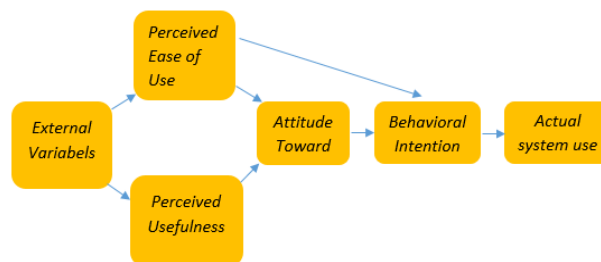 Perceived
Ease of
Use
External
Variabels
Attitude
Toward
Behavioral
Intention
Actual
system use
Perceived
Usefulness